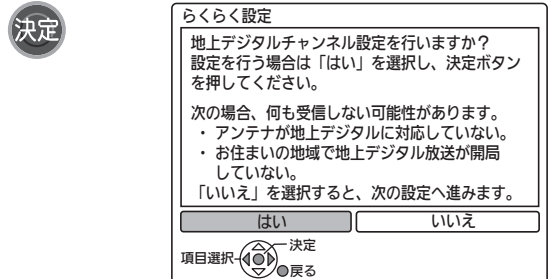 決定
らくらく設定
地上デジタルチャンネル設定を行いますか?
設定を行う場合は「はい」を選択し、決定ボタン
を押してください。
次の場合、何も受信しない可能性があります。
・ アンテナが地上デジタルに対応していない。
・ お住まいの地域で地上デジタル放送が開局
していない。
「いいえ」を選択すると、次の設定へ進みます。
はい
いいえ
決定
項目選択
戻る